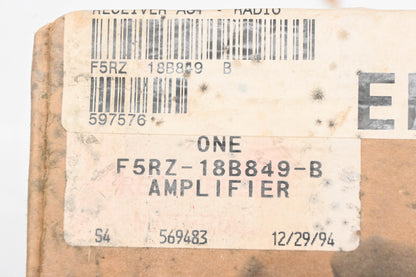 RECEIVER ASY - RADIO
F5RZ 18B849 B
597576
ONE
F5RZ-18B849-B
AMPLIFIER
S4 569483 12/29/94